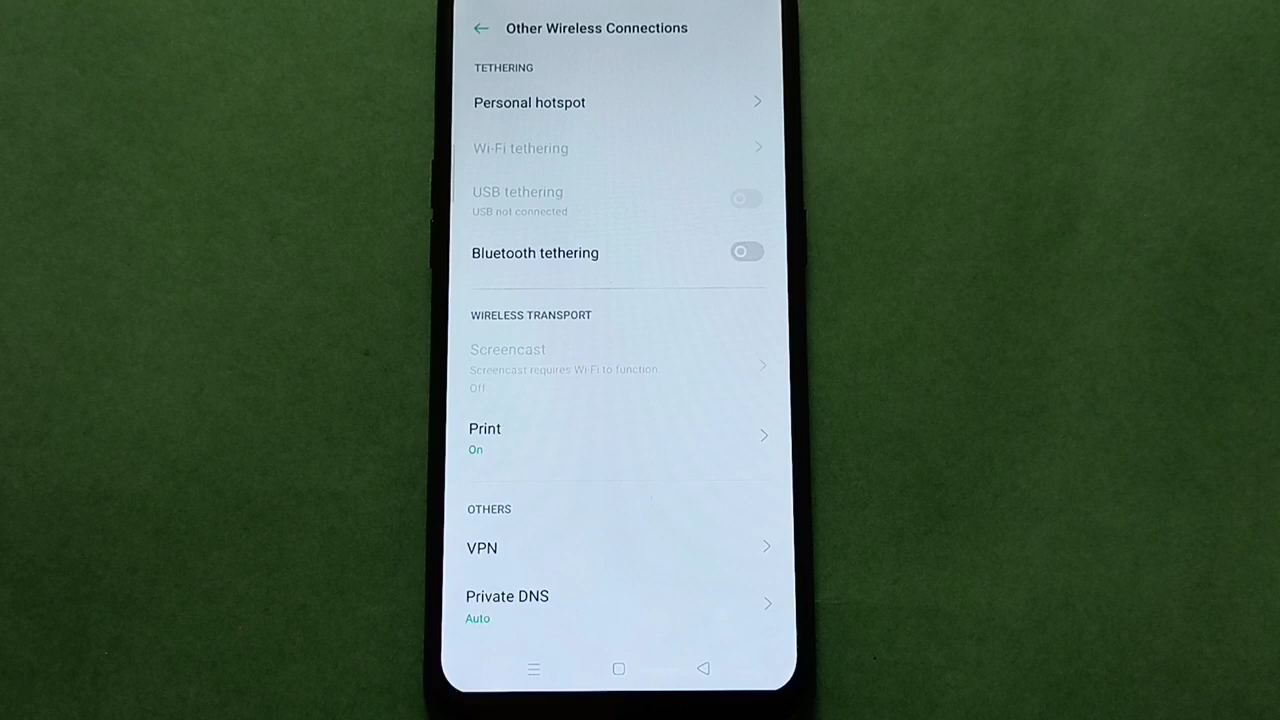 Other Wireless Connections
TETHERING
Personal hotspot
Wi-Fi tethering
USB tethering
USB not connected
Bluetooth tethering
WIRELESS TRANSPORT
Screencast
Screencast requires Wi-Fi to function
Off
Print
On
OTHERS
VPN
Private DNS
Auto